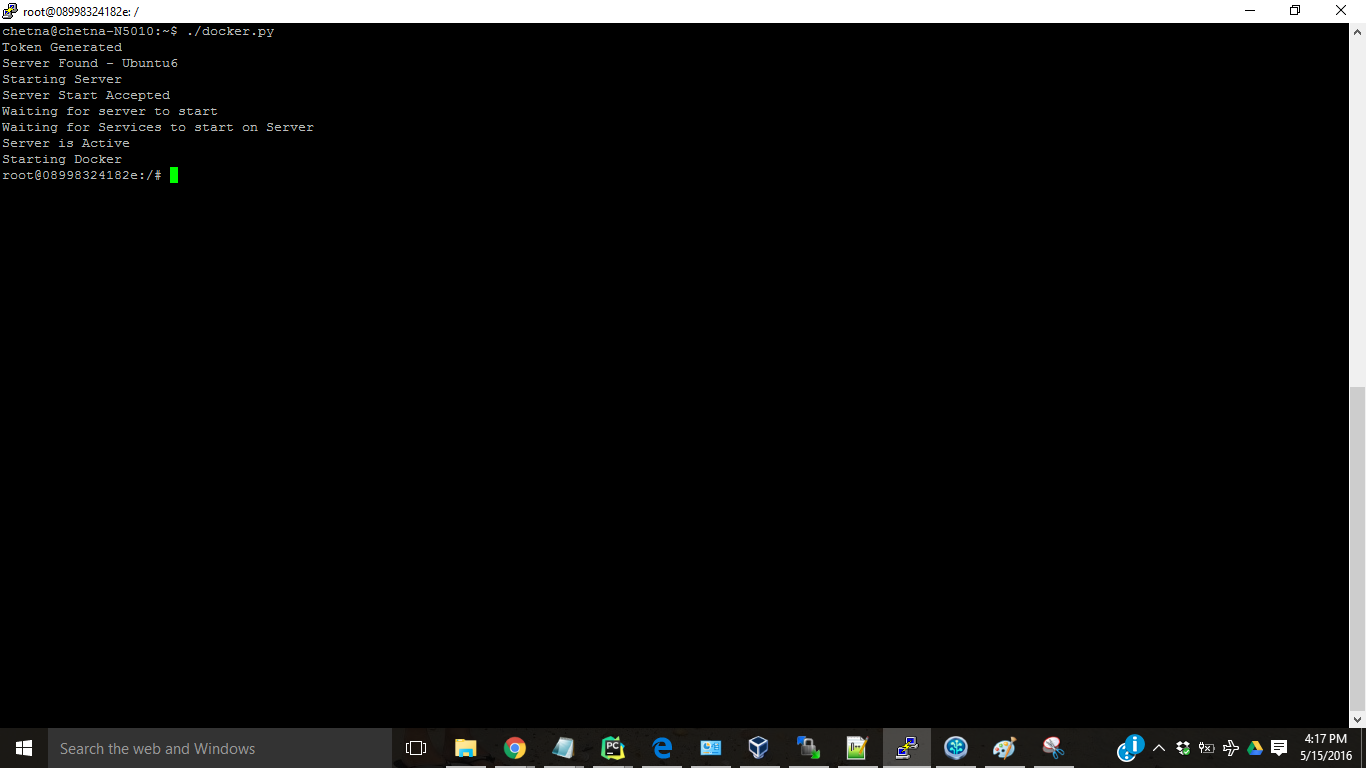 root@08998324182e: /
chetna@chetna-N5010:~$ ./docker.py
Token Generated
Server Found - Ubuntu6
Starting Server
Server Start Accepted
Waiting for server to start
Waiting for Services to start on Server
Server is Active
Starting Docker
root@08998324182e:/#
Search the web and Windows
PC
4:17 PM
5/15/2016